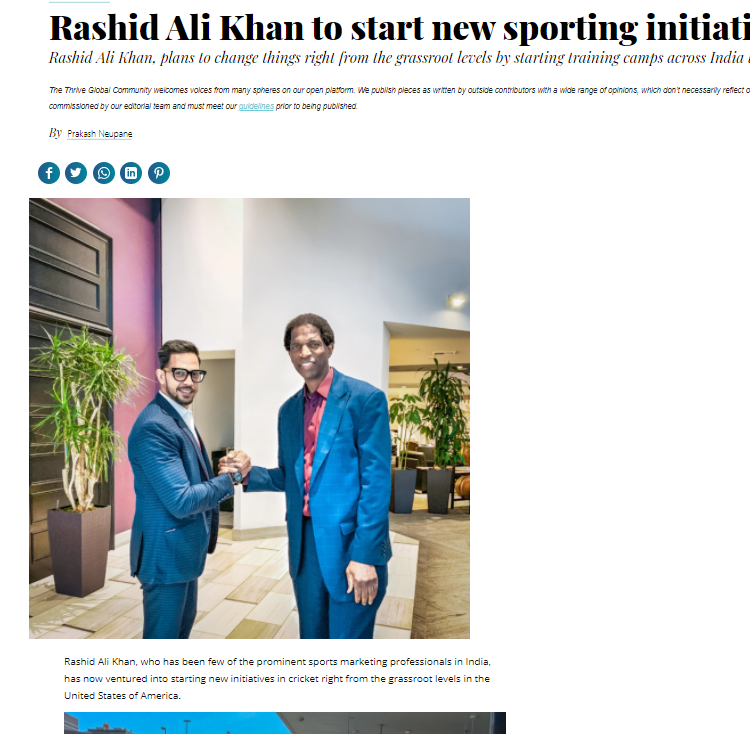 Rashid Ali Khan to start new sporting initiati
Rashid Ali Khan, plans to change things right from the grassroot levels by starting training camps across India
The Thrive Global Community welcomes voices from many spheres on our open platform. We publish pieces as written by outside contributors with a wide range of opinions, which don't necessarily reflect o
commissioned by our editorial team and must meet our guidelines prior to being published.
By Prakash Neupane
Rashid Ali Khan, who has been few of the prominent sports marketing professionals in India,
has now ventured into starting new initiatives in cricket right from the grassroot levels in the
United States of America.